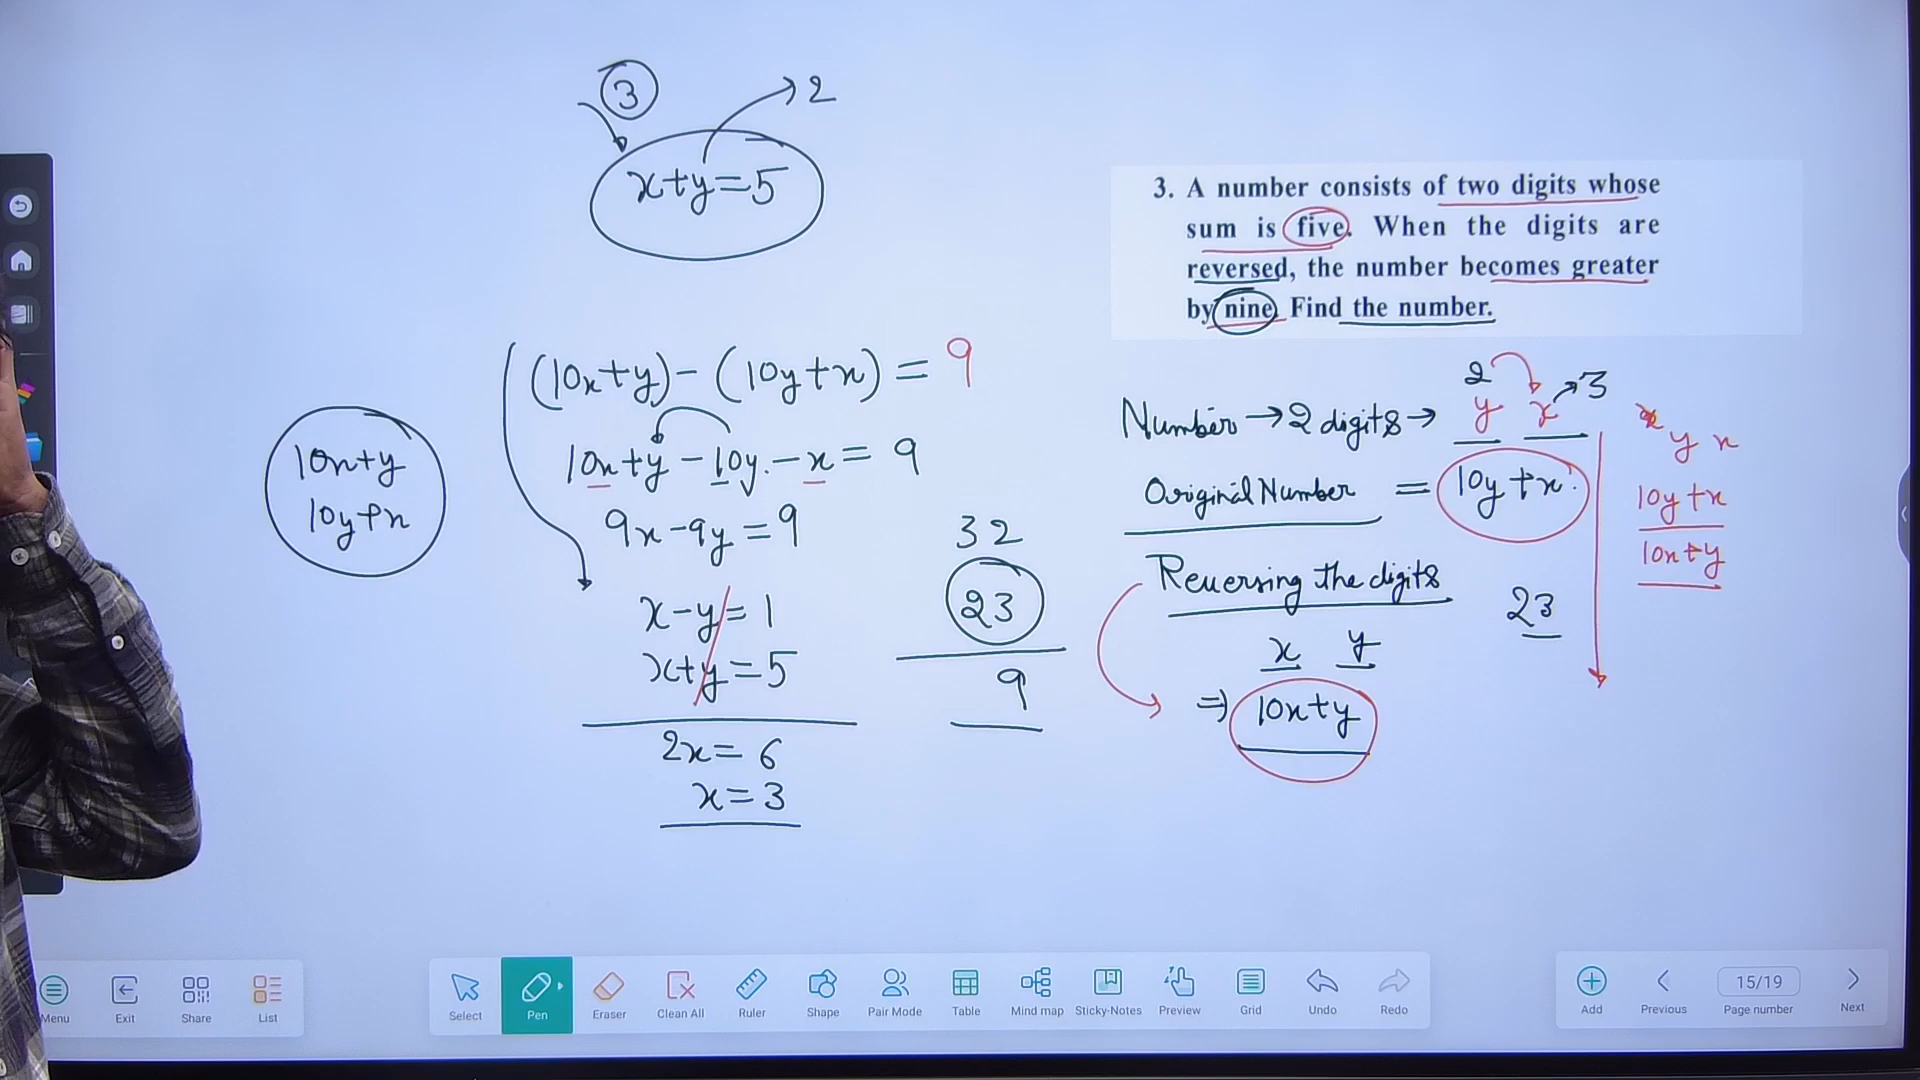 3
2
x+y=5
3. A number consists of two digits whose
sum is five. When the digits are
reversed, the number becomes greater
by nine. Find the number.
(10x+y)-(10y+x)=9
10x+y-10y-x=9
9x-9y=9
x-y=1
x+y=5
2x=6
x=3
10x+y
10y+x
32
23
9
2
3
Number→2 digits→ y x
Original Number = 10y+x
Reversing the digits
x y
⇒ 10x+y
23
x
y x
10y+x
10x+y
Menu
Exit
Share
List
Select
Pen
Eraser
Clean All
Ruler
Shape
Pair Mode
Table
Mind map
Sticky-Notes
Preview
Grid
Undo
Redo
Add
Previous
15/19
Page number
Next